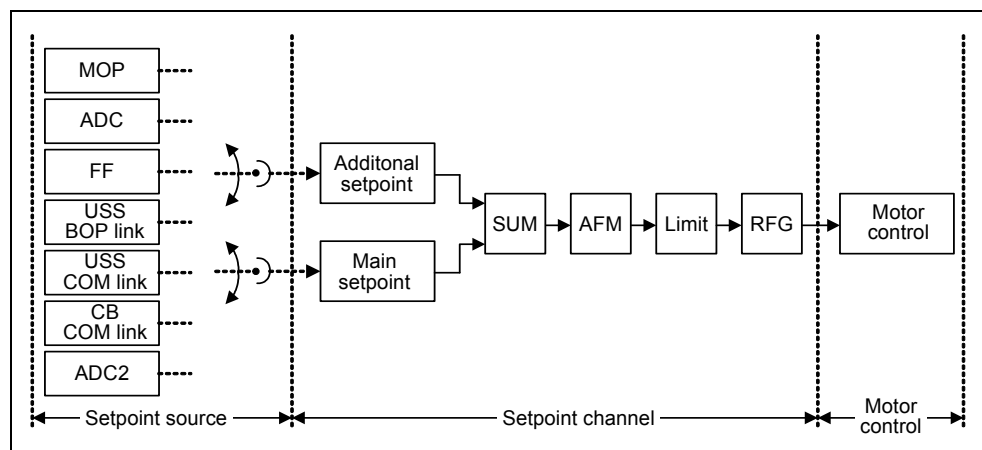 MOP
ADC
FF
USS
BOP link
USS
COM link
CB
COM link
ADC2
Additonal
setpoint
Main
setpoint
SUM
AFM
Limit
RFG
Motor
control
Setpoint source
Setpoint channel
Motor
control